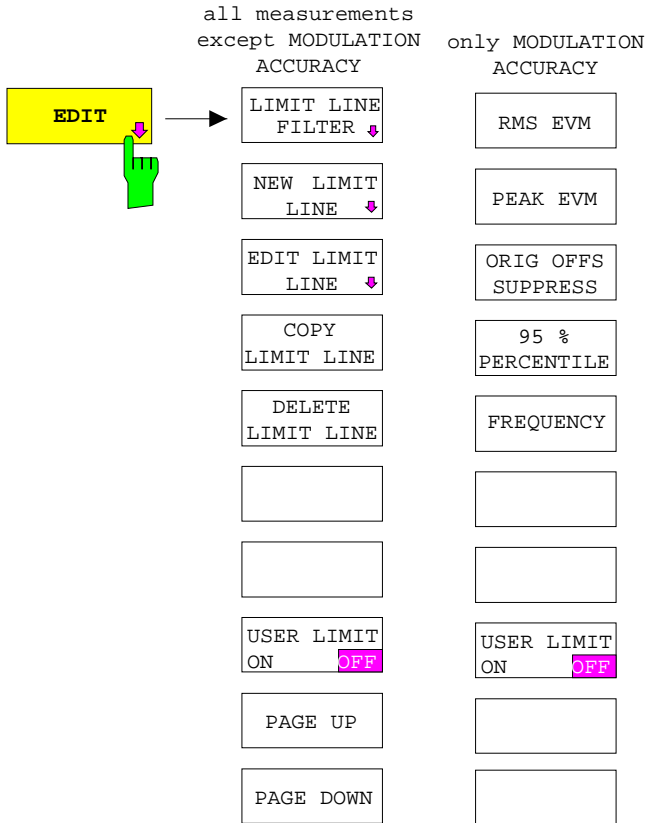 all measurements
except MODULATION
ACCURACY
only MODULATION
ACCURACY
EDIT
LIMIT LINE
FILTER
NEW LIMIT
LINE
EDIT LIMIT
LINE
COPY
LIMIT LINE
DELETE
LIMIT LINE
USER LIMIT
ON OFF
PAGE UP
PAGE DOWN
RMS EVM
PEAK EVM
ORIG OFFS
SUPPRESS
95 %
PERCENTILE
FREQUENCY
USER LIMIT
ON OFF